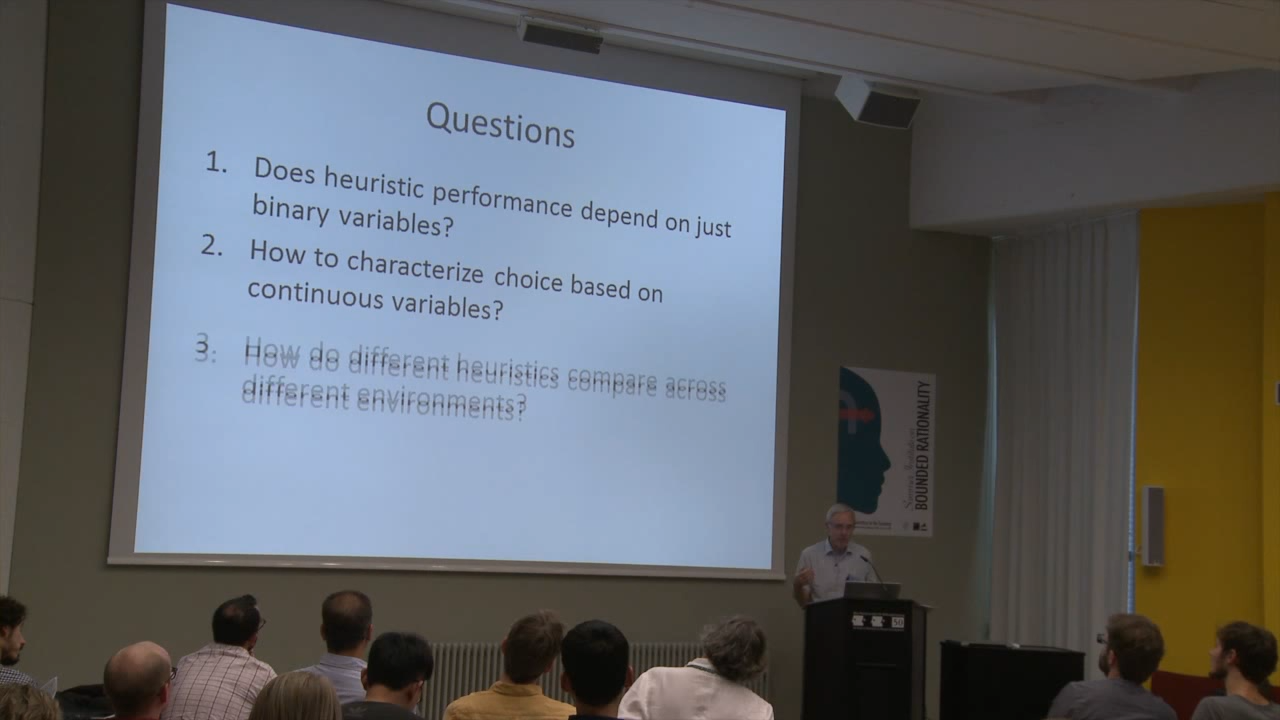 Questions
1. Does heuristic performance depend on just
binary variables?
2. How to characterize choice based on
continuous variables?
3. How do different heuristics compare across
different environments?
BOUNDED RATIONALITY